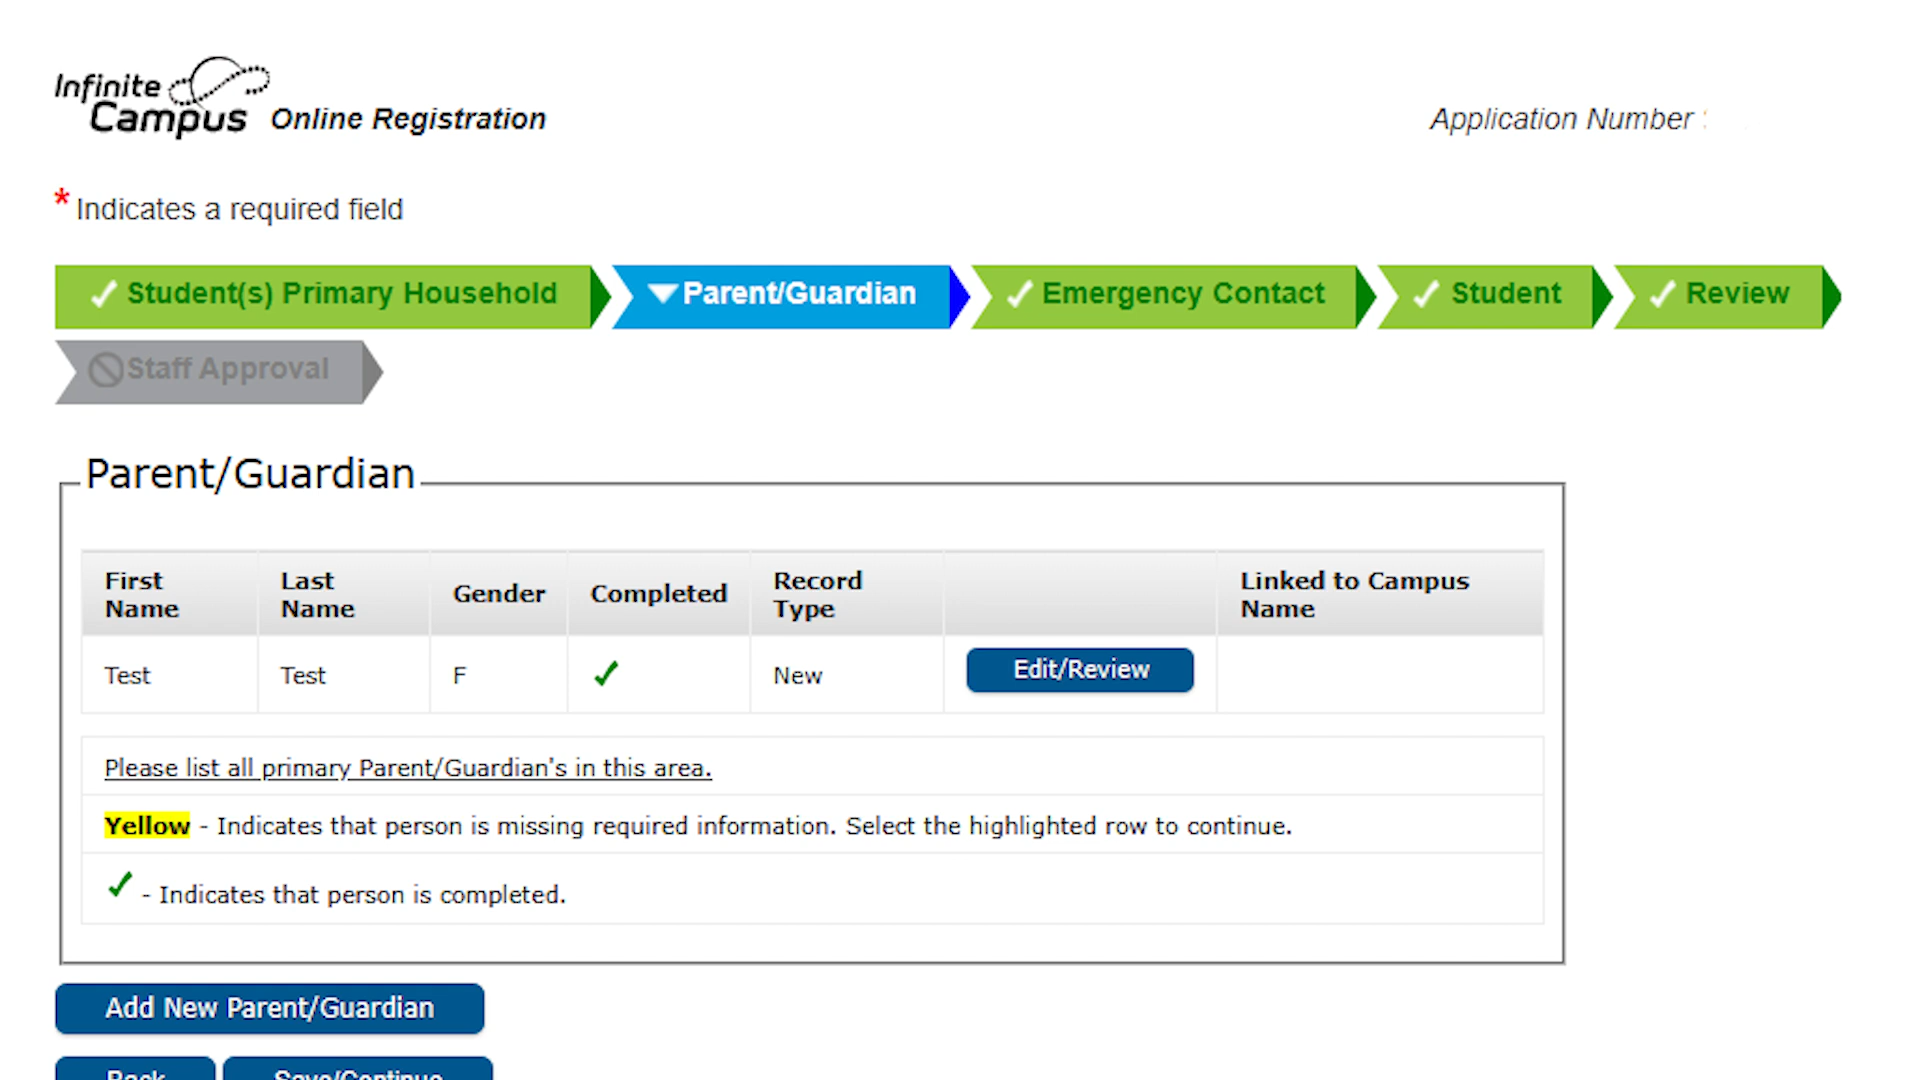 Infinite
Campus Online Registration
Application Number
* Indicates a required field
Student(s) Primary Household Parent/Guardian Emergency Contact Student Review
Staff Approval
Parent/Guardian
First Name Last Name Gender Completed Record Type Linked to Campus Name
Test Test F ✓ New Edit/Review
Please list all primary Parent/Guardian's in this area.
Yellow - Indicates that person is missing required information. Select the highlighted row to continue.
✓ - Indicates that person is completed.
Add New Parent/Guardian
Back Save/Continue